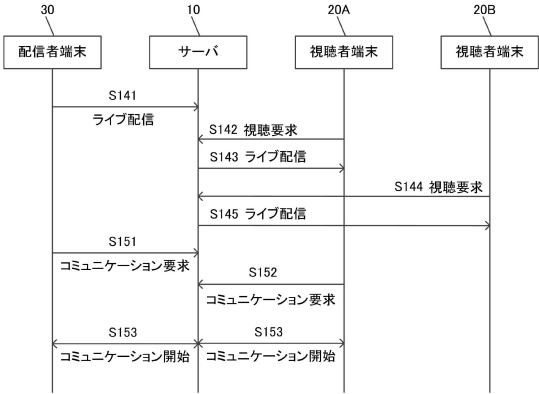 30 10 20A 20B
配信者端末 サーバ 視聴者端末 視聴者端末
S141
ライブ配信
S142 視聴要求
S143 ライブ配信
S144 視聴要求
S145 ライブ配信
S151
コミュニケーション要求
S152
コミュニケーション要求
S153 S153
コミュニケーション開始 コミュニケーション開始